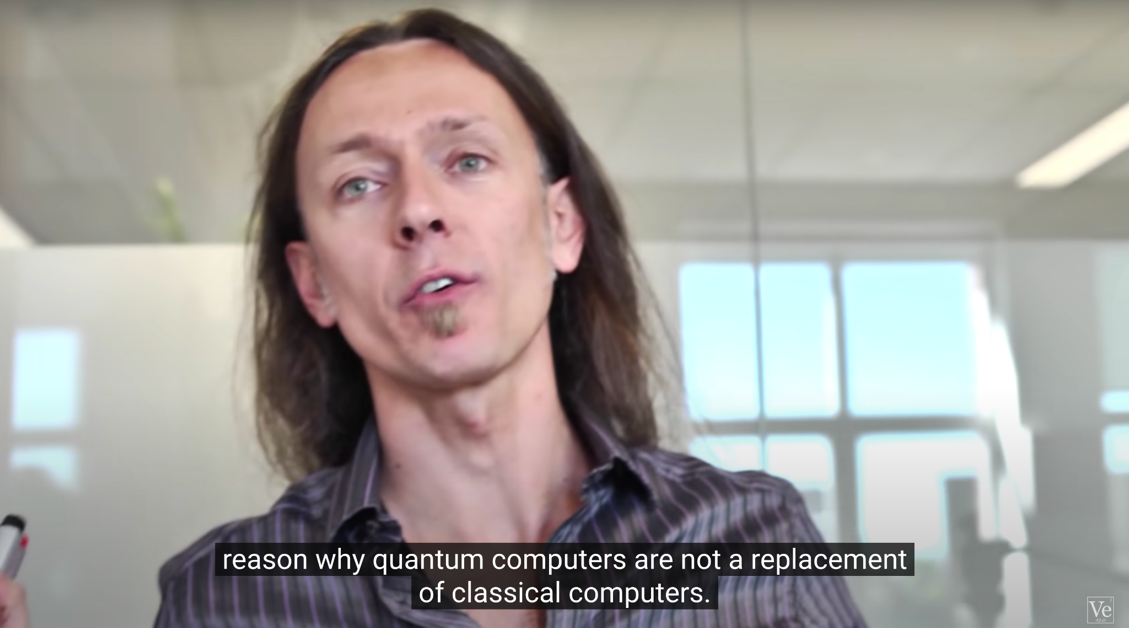 reason why quantum computers are not a replacement
of classical computers.
Ve